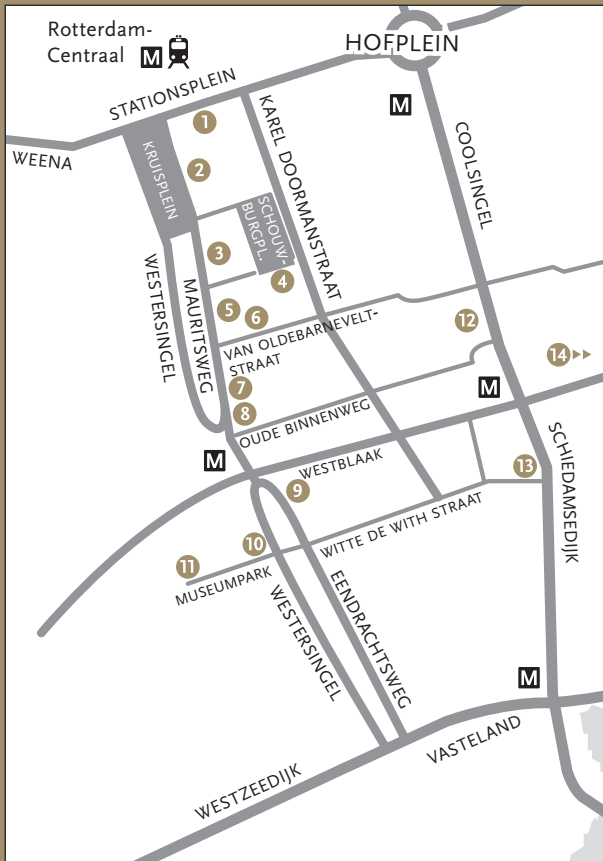 Rotterdam-
Centraal M
HOFPLEIN
STATIONSPLEIN
M
WEENA
1
KAREL DOORMANSTRAAT
COOLSINGEL
KRUISPLEIN
2
SCHOUW-
BURGPL.
3
4
WESTERSINGEL
MAURITSWEG
5
6
12
VAN OLDEBARNEVELT-
STRAAT
14
7
M
8
OUDE BINNENWEG
M
WESTBLAAK
SCHIEDAMSEDIJK
13
9
WITTE DE WITH STRAAT
10
11
MUSEUMPARK
WESTERSINGEL
EENDRACHTSWEG
M
VASTELAND
WESTZEEDIJK